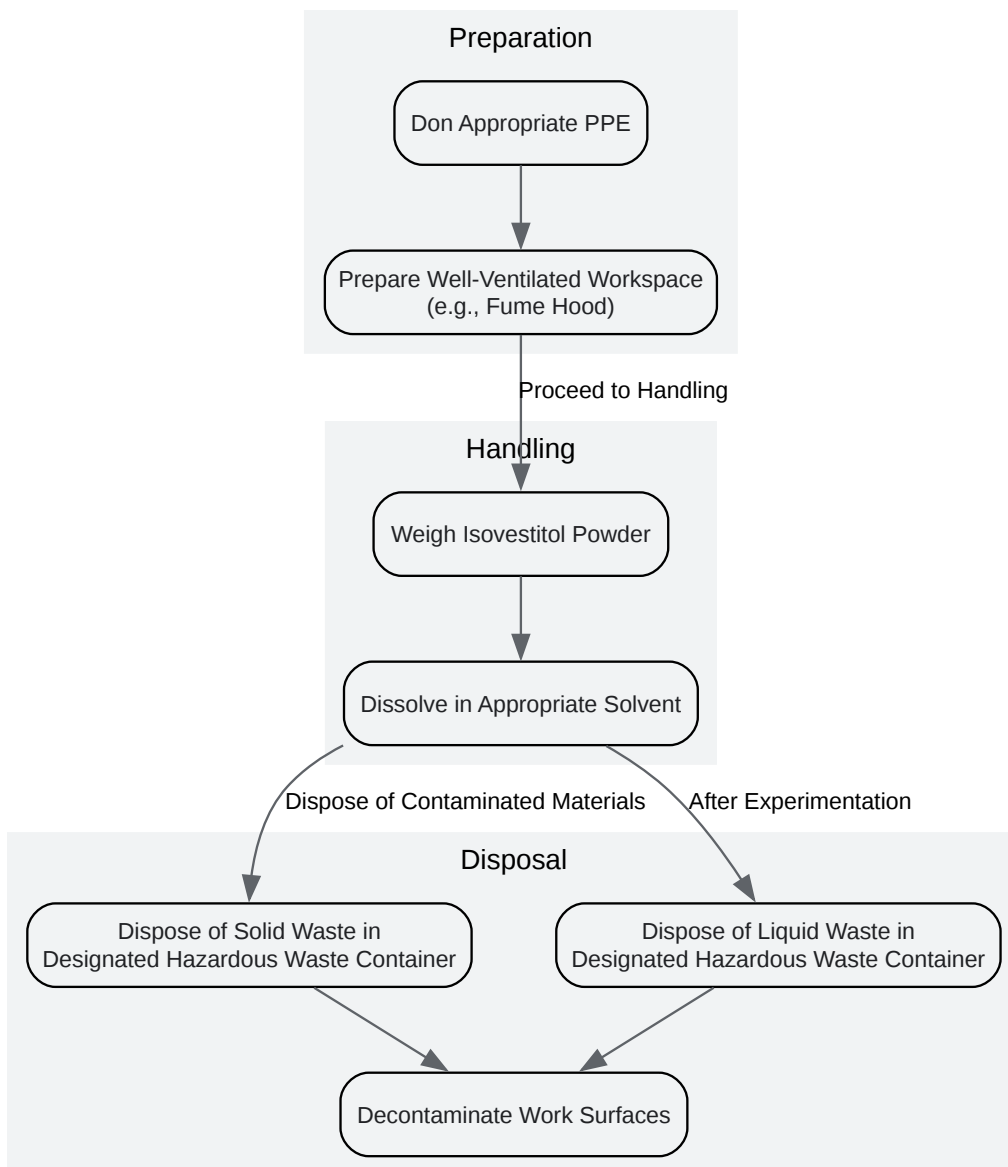 Preparation
Don Appropriate PPE
Prepare Well-Ventilated Workspace
(e.g., Fume Hood)
Proceed to Handling
Handling
Weigh Isovestitol Powder
Dissolve in Appropriate Solvent
Dispose of Contaminated Materials
After Experimentation
Disposal
Dispose of Solid Waste in
Designated Hazardous Waste Container
Dispose of Liquid Waste in
Designated Hazardous Waste Container
Decontaminate Work Surfaces